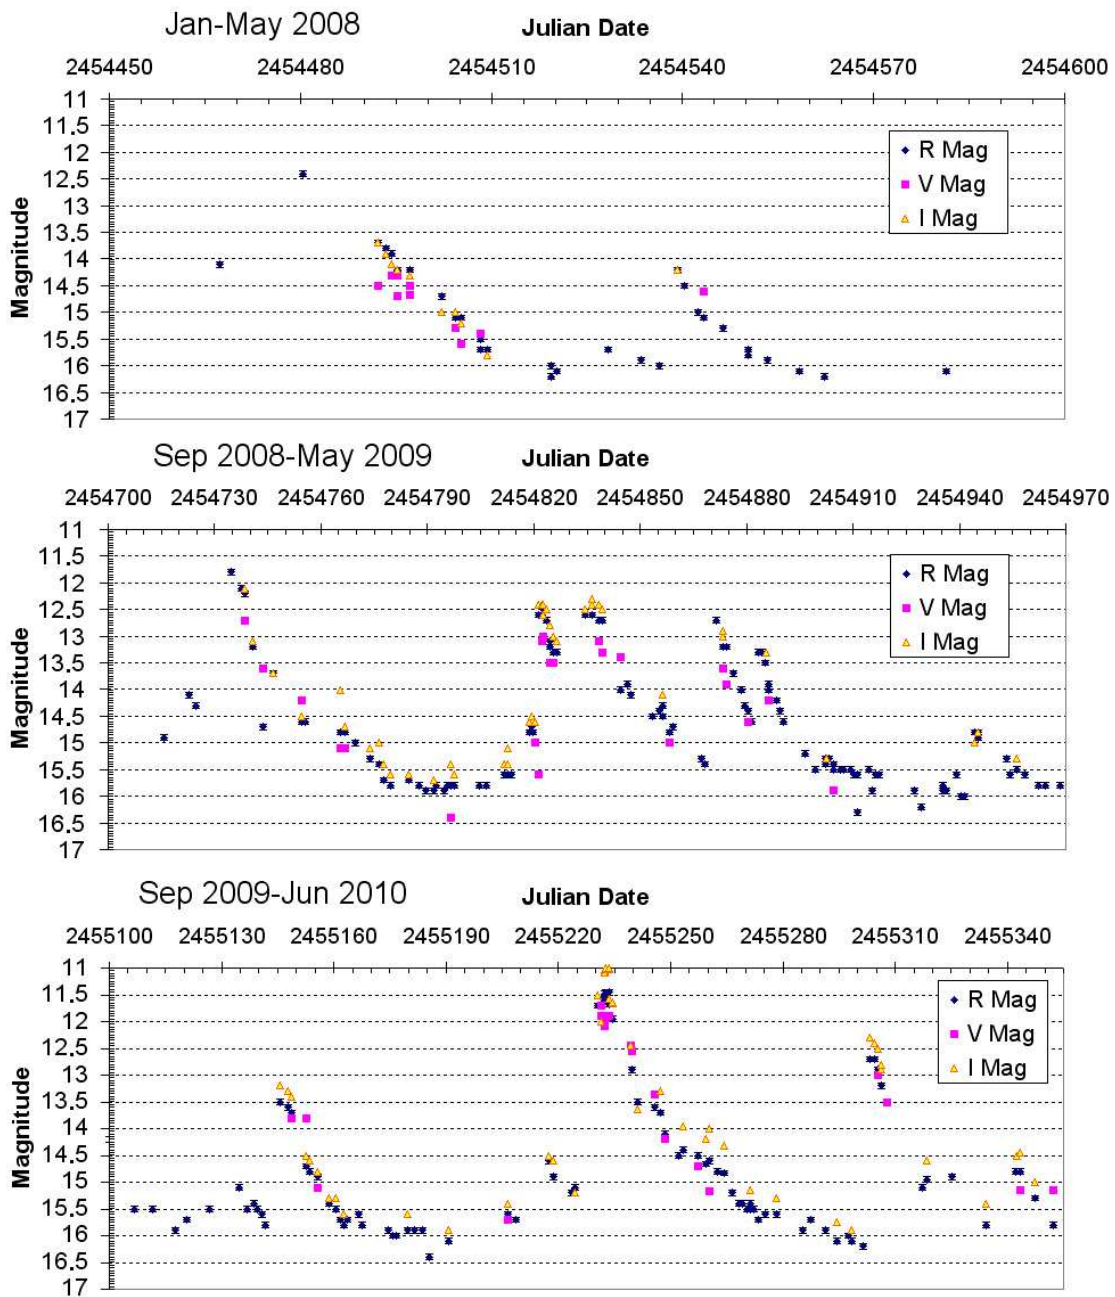 Jan-May 2008 Julian Date
2454450 2454480 2454510 2454540 2454570 2454600
11
11.5
12
12.5
13
13.5
14
14.5
15
15.5
16
16.5
17
Magnitude
R Mag
V Mag
I Mag
Sep 2008-May 2009 Julian Date
2454700 2454730 2454760 2454790 2454820 2454850 2454880 2454910 2454940 2454970
11
11.5
12
12.5
13
13.5
14
14.5
15
15.5
16
16.5
17
Magnitude
R Mag
V Mag
I Mag
Sep 2009-Jun 2010 Julian Date
2455100 2455130 2455160 2455190 2455220 2455250 2455280 2455310 2455340
11
11.5
12
12.5
13
13.5
14
14.5
15
15.5
16
16.5
17
Magnitude
R Mag
V Mag
I Mag